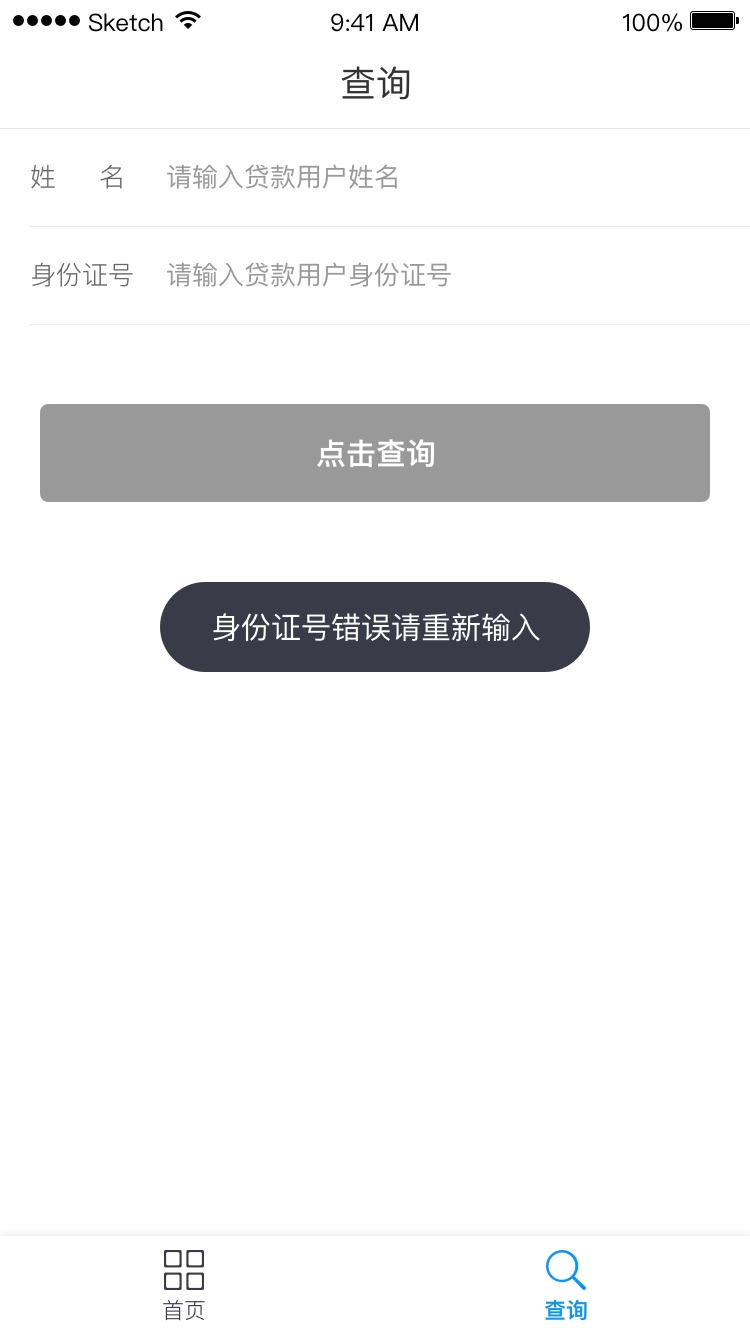 Sketch 9:41 AM 100%
查询
姓 名 请输入贷款用户姓名
身份证号 请输入贷款用户身份证号
点击查询
身份证号错误请重新输入
首页 查询